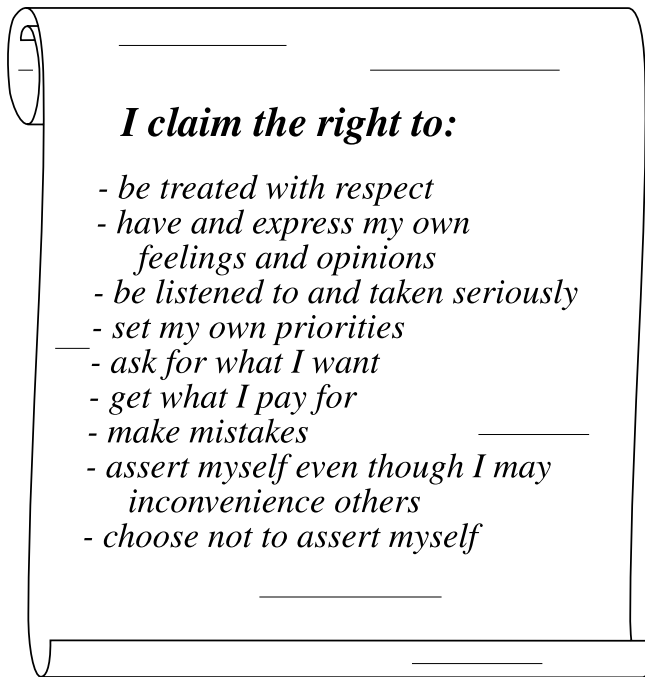 I claim the right to:
- be treated with respect
- have and express my own
feelings and opinions
- be listened to and taken seriously
- set my own priorities
- ask for what I want
- get what I pay for
- make mistakes
- assert myself even though I may
inconvenience others
- choose not to assert myself